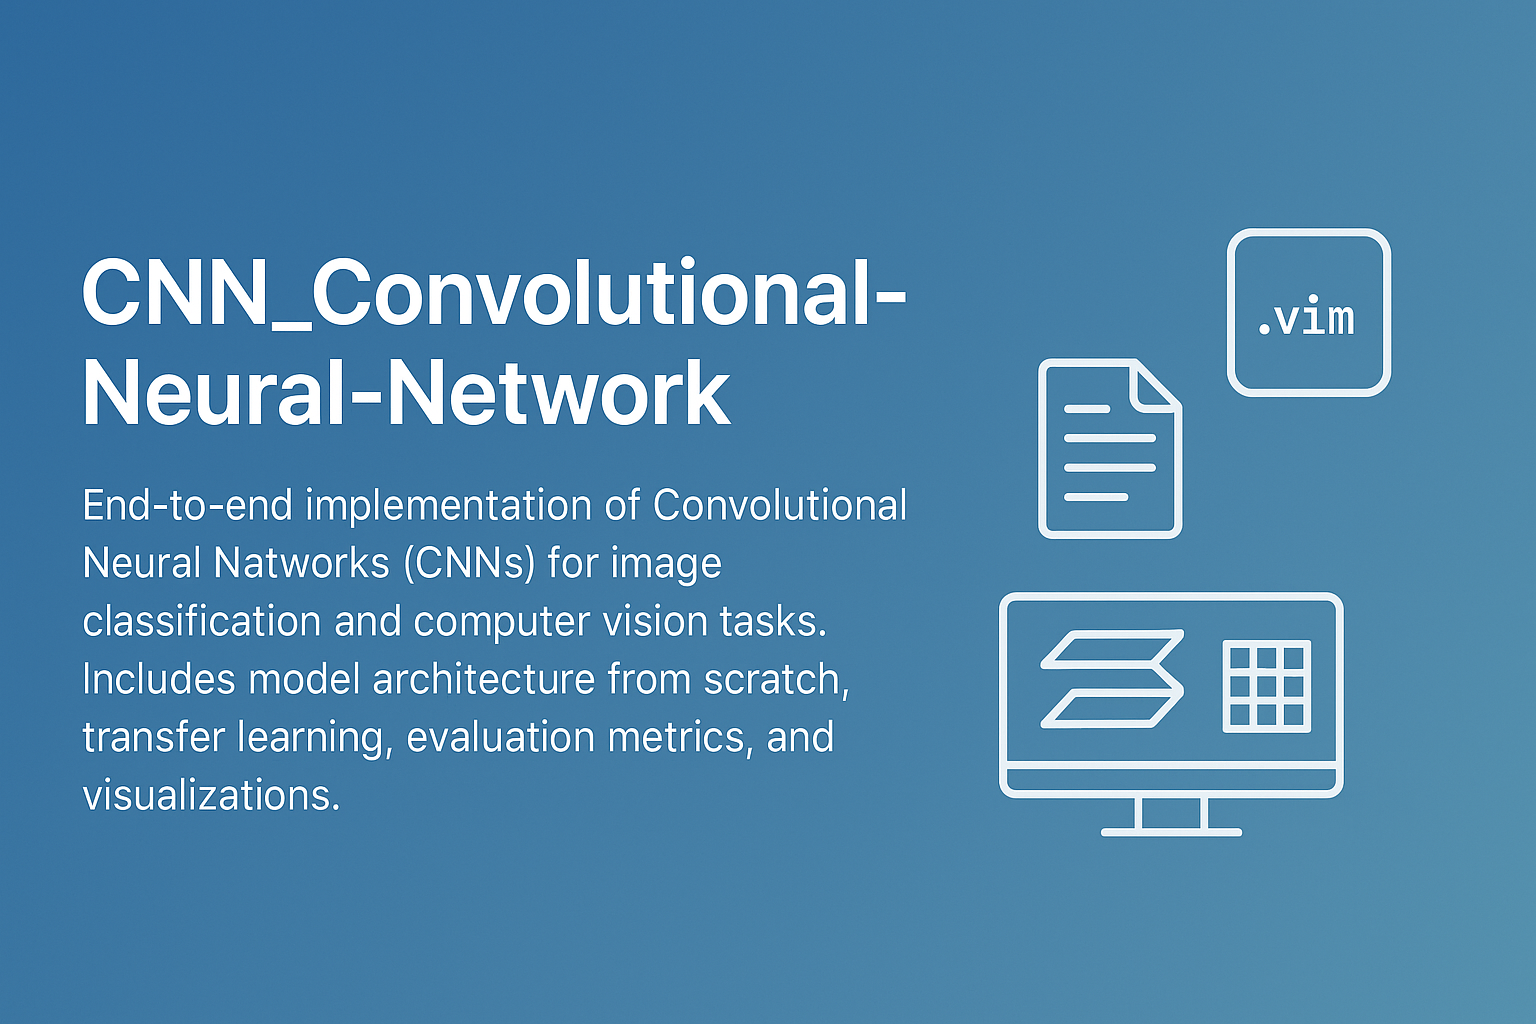 CNN_Convolutional-
Neural-Network
End-to-end implementation of Convolutional
Neural Natworks (CNNs) for image
classification and computer vision tasks.
Includes model architecture from scratch,
transfer learning, evaluation metrics, and
visualizations.
.vim